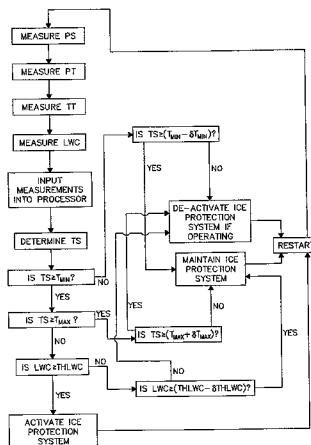 MEASURE PS
MEASURE PT
MEASURE TT
MEASURE LWC
INPUT
MEASUREMENTS
INTO PROCESSOR
DETERMINE TS
IS TS≥TMIN?
NO
YES
IS TS≥TMAX ?
YES
NO
IS LWC≥THLWC
NO
YES
ACTIVATE ICE
PROTECTION
SYSTEM
IS TS≥(TMIN−δTMIN)?
YES
NO
DE-ACTIVATE ICE
PROTECTION
SYSTEM IF
OPERATING
RESTART
MAINTAIN ICE
PROTECTION
SYSTEM
YES
NO
IS TS≥(TMAX+δTMAX)?
NO
YES
IS LWC≥(THLWC−δTHLWC)?